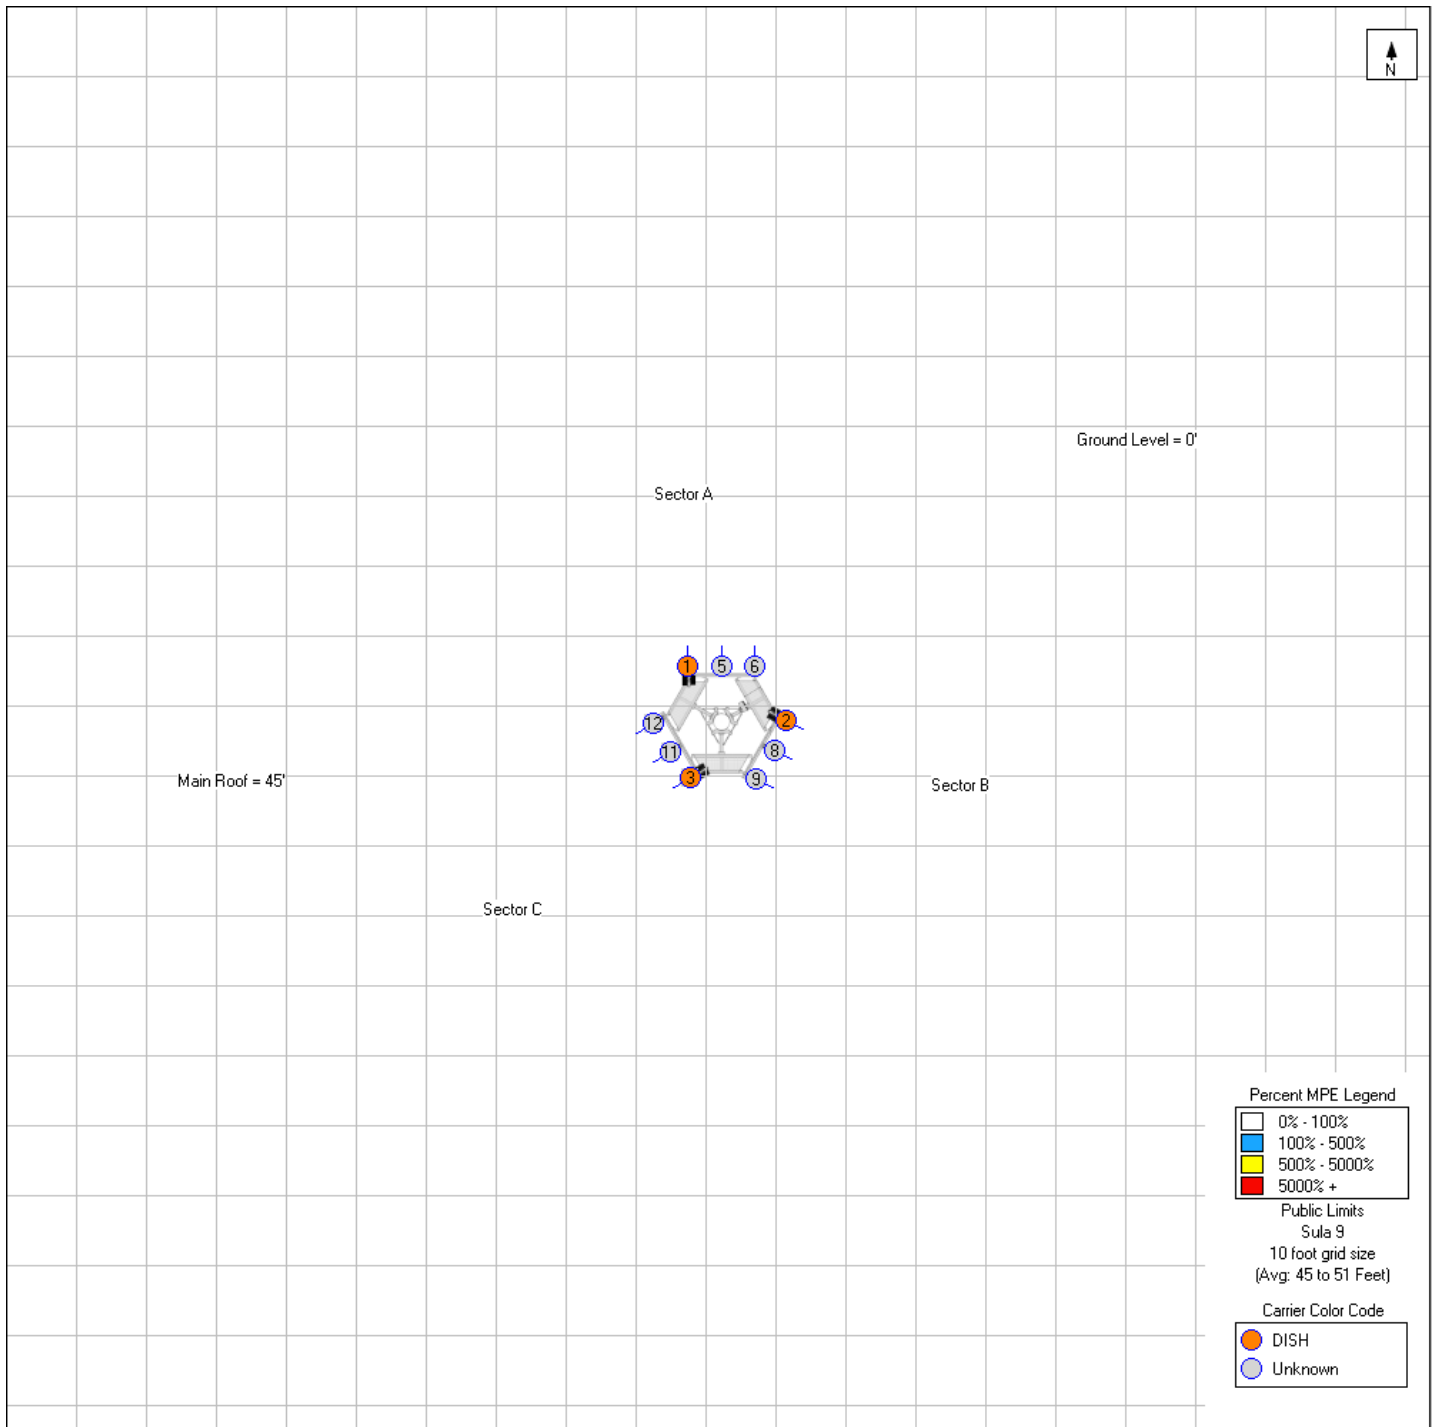 N
Ground Level = 0'
Sector A
1
5
6
12
2
11
8
3
9
Main Roof = 45'
Sector B
Sector C
Percent MPE Legend
0% - 100%
100% - 500%
500% - 5000%
5000% +
Public Limits
Sula 9
10 foot grid size
(Avg: 45 to 51 Feet)
Carrier Color Code
DISH
Unknown